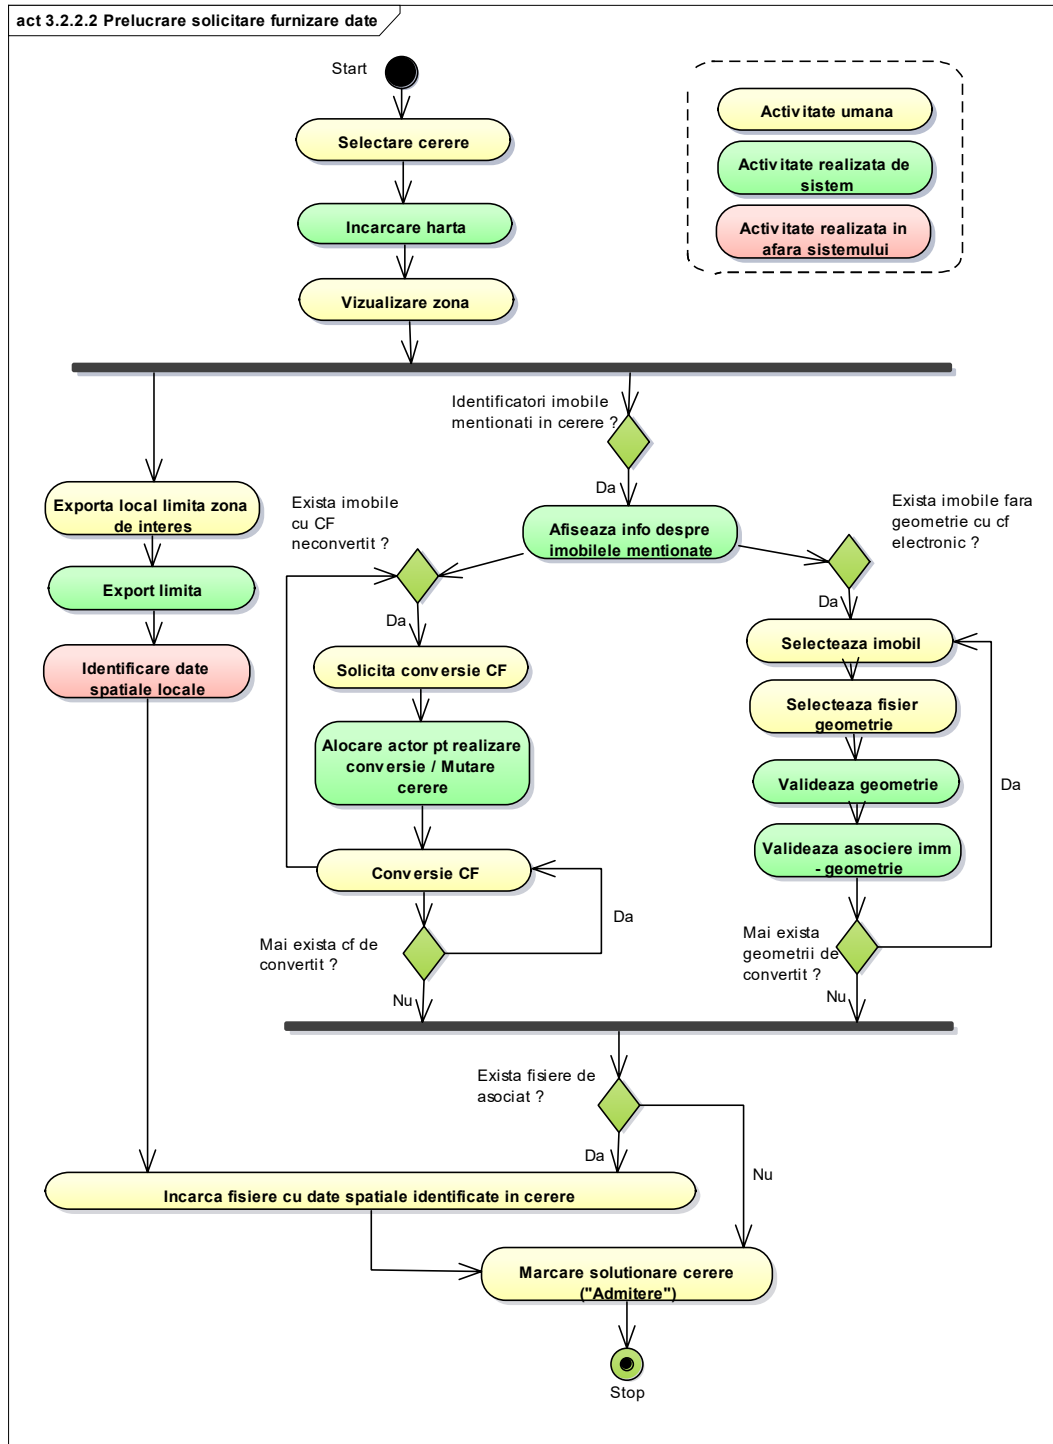 act 3.2.2.2 Prelucrare solicitare furnizare date
Start
Selectare cerere
Incarcare harta
Vizualizare zona
Activitate umana
Activitate realizata de
sistem
Activitate realizata in
afara sistemului
Identificatori imobile
mentionati in cerere ?
Da
Exporta local limita zona
de interes
Export limita
Identificare date
spatiale locale
Exista imobile
cu CF
neconvertit ?
Afiseaza info despre
imobilele mentionate
Exista imobile fara
geometrie cu cf
electronic ?
Da
Solicita conversie CF
Alocare actor pt realizare
conversie / Mutare
cerere
Conversie CF
Da
Mai exista cf de
convertit ?
Nu
Da
Selecteaza imobil
Selecteaza fisier
geometrie
Valideaza geometrie
Da
Valideaza asociere imm
- geometrie
Mai exista
geometrii de
convertit ?
Nu
Exista fisiere de
asociat ?
Da
Nu
Incarca fisiere cu date spatiale identificate in cerere
Marcare solutionare cerere
("Admitere")
Stop